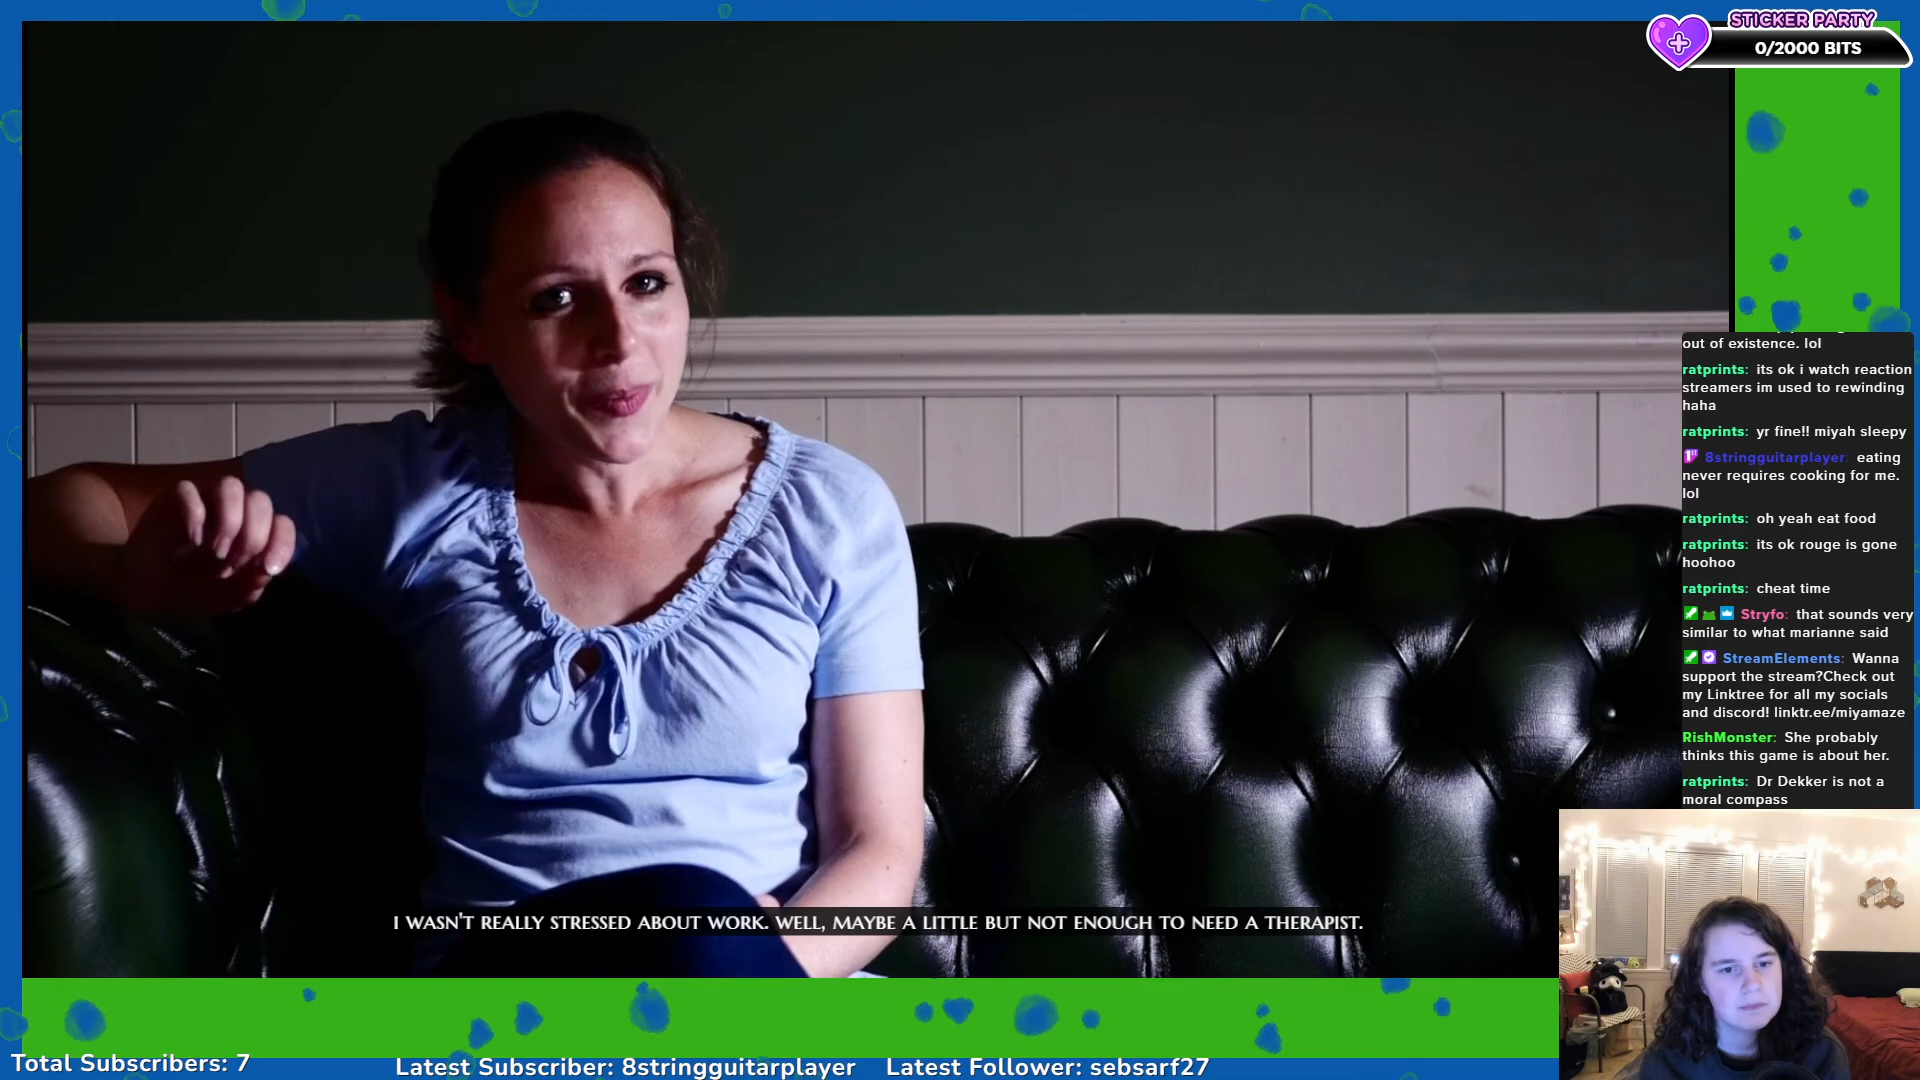 STICKER PARTY
0/2000 BITS
out of existence. lol
ratprints: its ok i watch reaction
streamers im used to rewinding
haha
ratprints: yr fine!! miyah sleepy
8stringguitarplayer: eating
never requires cooking for me.
lol
ratprints: oh yeah eat food
ratprints: its ok rouge is gone
hoohoo
ratprints: cheat time
Stryfo: that sounds very
similar to what marianne said
StreamElements: Wanna
support the stream?Check out
my Linktree for all my socials
and discord! linktr.ee/miyamaze
RishMonster: She probably
thinks this game is about her.
ratprints: Dr Dekker is not a
moral compass
I WASN'T REALLY STRESSED ABOUT WORK. WELL, MAYBE A LITTLE BUT NOT ENOUGH TO NEED A THERAPIST.
Total Subscribers: 7
Latest Subscriber: 8stringguitarplayer
Latest Follower: sebsarf27